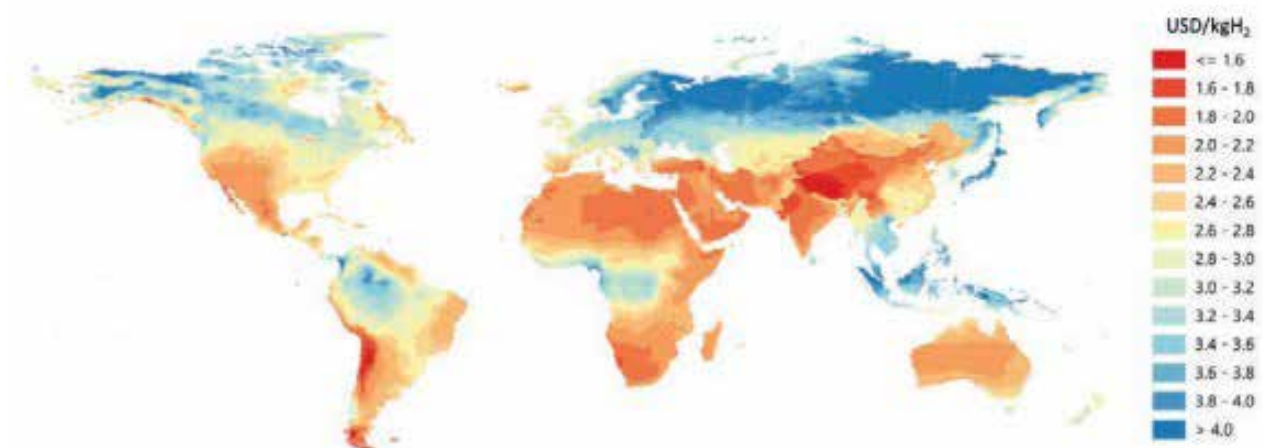 USD/kgH₂
<= 1.6
1.6 - 1.8
1.8 - 2.0
2.0 - 2.2
2.2 - 2.4
2.4 - 2.6
2.6 - 2.8
2.8 - 3.0
3.0 - 3.2
3.2 - 3.4
3.4 - 3.6
3.6 - 3.8
3.8 - 4.0
> 4.0